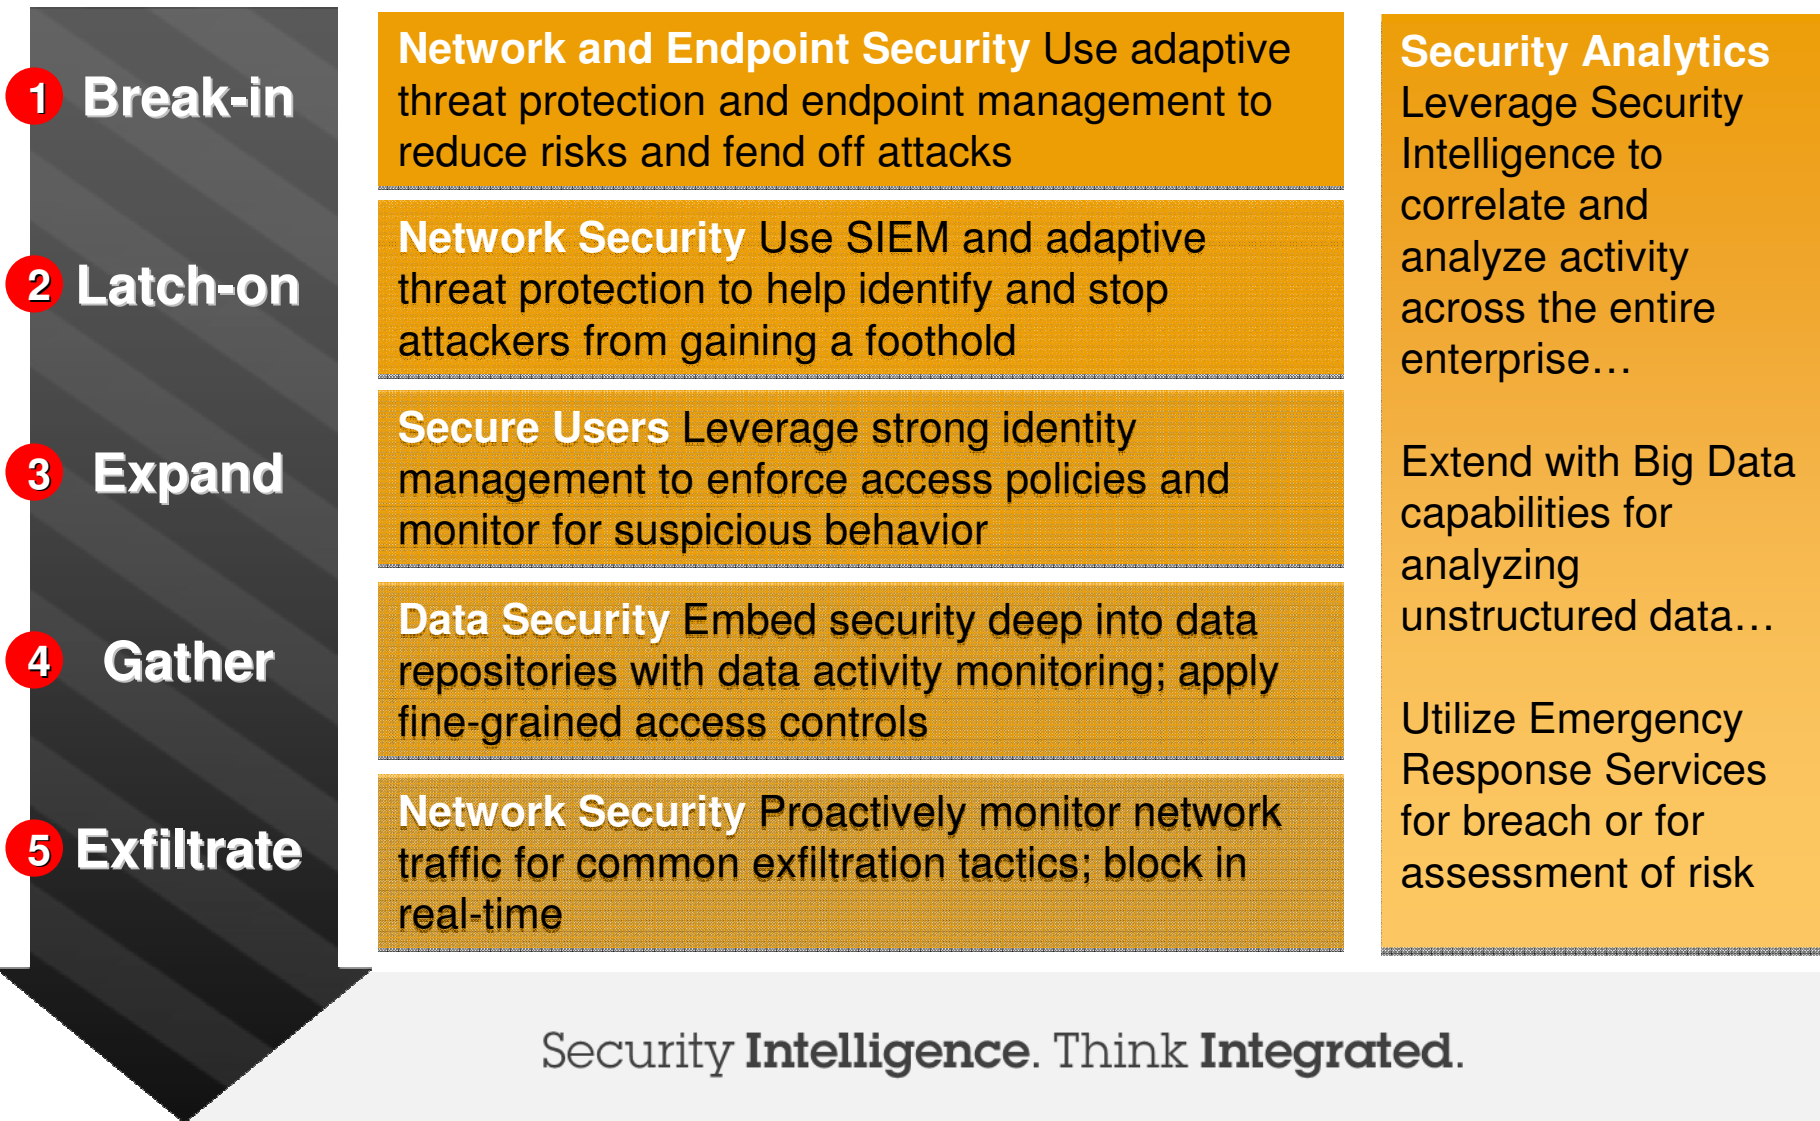 1 Break-in
Network and Endpoint Security Use adaptive
threat protection and endpoint management to
reduce risks and fend off attacks
2 Latch-on
Network Security Use SIEM and adaptive
threat protection to help identify and stop
attackers from gaining a foothold
3 Expand
Secure Users Leverage strong identity
management to enforce access policies and
monitor for suspicious behavior
4 Gather
Data Security Embed security deep into data
repositories with data activity monitoring; apply
fine-grained access controls
5 Exfiltrate
Network Security Proactively monitor network
traffic for common exfiltration tactics; block in
real-time
Security Analytics
Leverage Security
Intelligence to
correlate and
analyze activity
across the entire
enterprise…
Extend with Big Data
capabilities for
analyzing
unstructured data…
Utilize Emergency
Response Services
for breach or for
assessment of risk
Security Intelligence. Think Integrated.